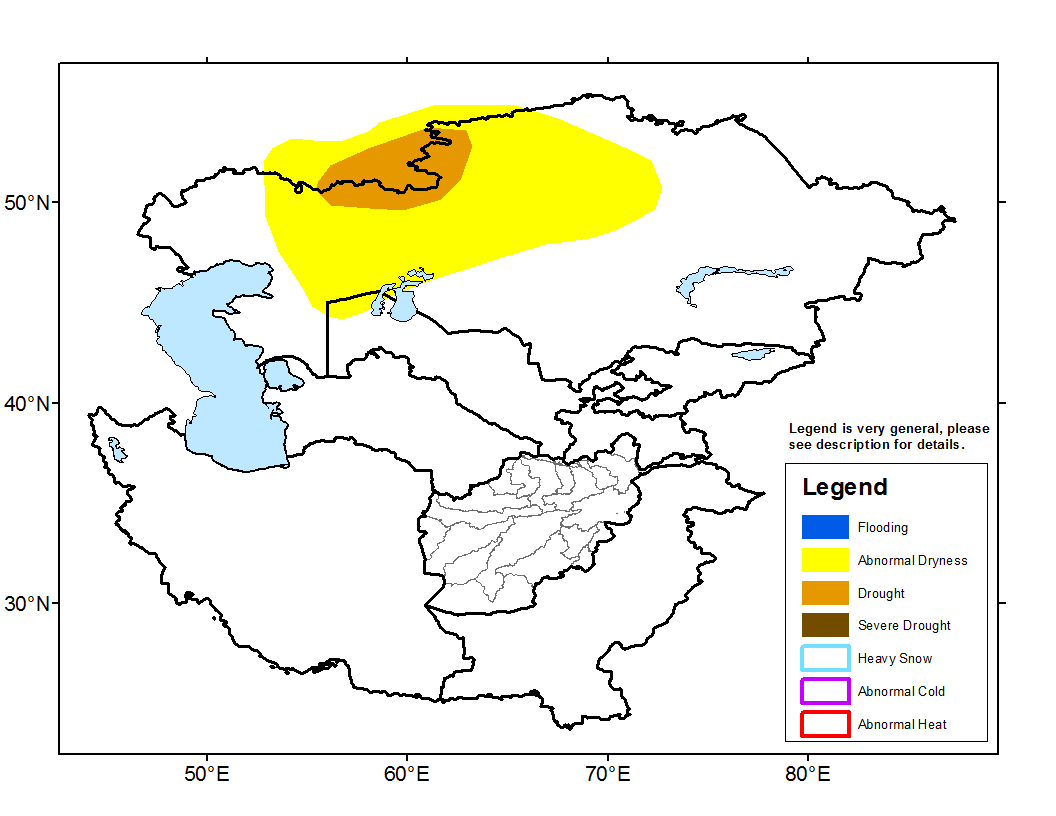 50°N
40°N
30°N
Legend is very general, please
see description for details.
Legend
Flooding
Abnormal Dryness
Drought
Severe Drought
Heavy Snow
Abnormal Cold
Abnormal Heat
50°E
60°E
70°E
80°E